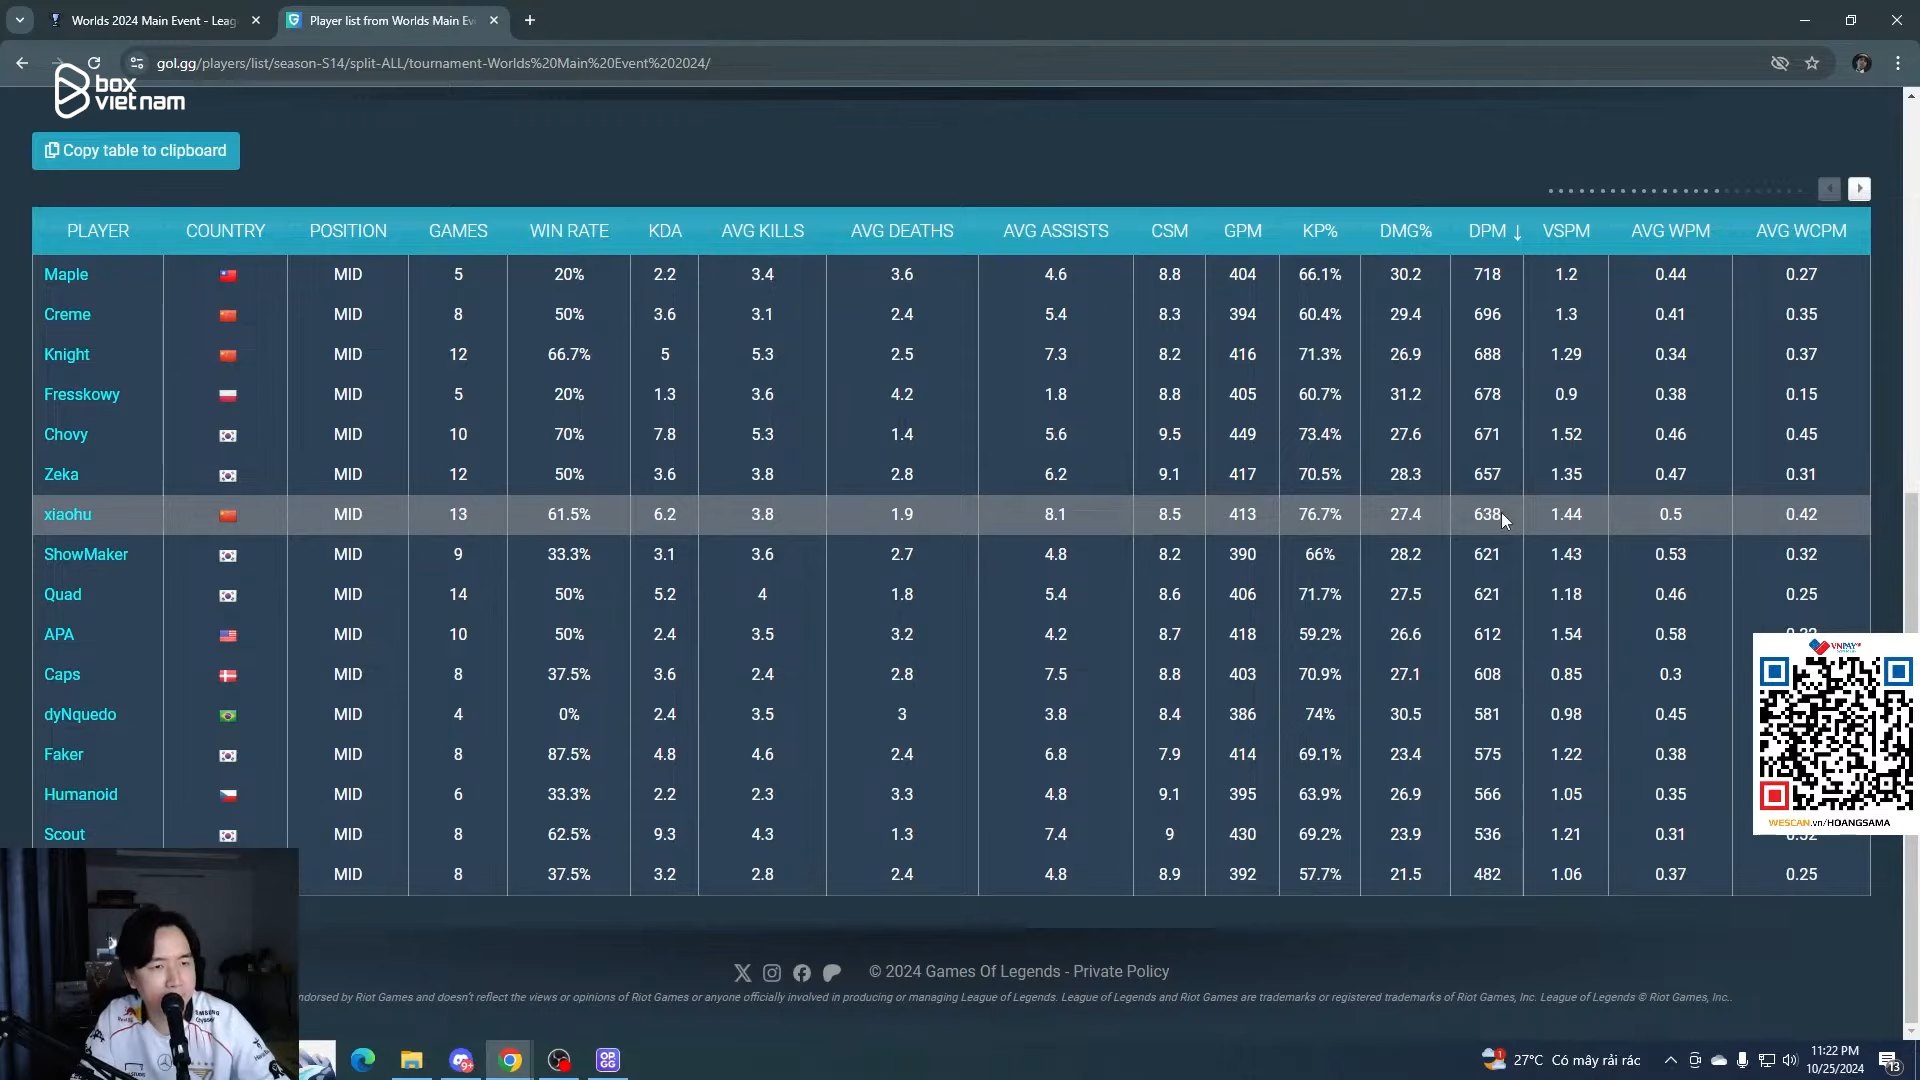 Worlds 2024 Main Event - Leag
Player list from Worlds Main Ev
gol.gg/players/list/season-S14/split-ALL/tournament-Worlds%20Main%20Event%202024/
box
việt nam
Copy table to clipboard
PLAYER COUNTRY POSITION GAMES WIN RATE KDA AVG KILLS AVG DEATHS AVG ASSISTS CSM GPM KP% DMG% DPM ↓ VSPM AVG WPM AVG WCPM
Maple MID 5 20% 2.2 3.4 3.6 4.6 8.8 404 66.1% 30.2 718 1.2 0.44 0.27
Creme MID 8 50% 3.6 3.1 2.4 5.4 8.3 394 60.4% 29.4 696 1.3 0.41 0.35
Knight MID 12 66.7% 5 5.3 2.5 7.3 8.2 416 71.3% 26.9 688 1.29 0.34 0.37
Fresskowy MID 5 20% 1.3 3.6 4.2 1.8 8.8 405 60.7% 31.2 678 0.9 0.38 0.15
Chovy MID 10 70% 7.8 5.3 1.4 5.6 9.5 449 73.4% 27.6 671 1.52 0.46 0.45
Zeka MID 12 50% 3.6 3.8 2.8 6.2 9.1 417 70.5% 28.3 657 1.35 0.47 0.31
xiaohu MID 13 61.5% 6.2 3.8 1.9 8.1 8.5 413 76.7% 27.4 638 1.44 0.5 0.42
ShowMaker MID 9 33.3% 3.1 3.6 2.7 4.8 8.2 390 66% 28.2 621 1.43 0.53 0.32
Quad MID 14 50% 5.2 4 1.8 5.4 8.6 406 71.7% 27.5 621 1.18 0.46 0.25
APA MID 10 50% 2.4 3.5 3.2 4.2 8.7 418 59.2% 26.6 612 1.54 0.58
Caps MID 8 37.5% 3.6 2.4 2.8 7.5 8.8 403 70.9% 27.1 608 0.85 0.3
dyNquedo MID 4 0% 2.4 3.5 3 3.8 8.4 386 74% 30.5 581 0.98 0.45
Faker MID 8 87.5% 4.8 4.6 2.4 6.8 7.9 414 69.1% 23.4 575 1.22 0.38
Humanoid MID 6 33.3% 2.2 2.3 3.3 4.8 9.1 395 63.9% 26.9 566 1.05 0.35
Scout MID 8 62.5% 9.3 4.3 1.3 7.4 9 430 69.2% 23.9 536 1.21 0.31
MID 8 37.5% 3.2 2.8 2.4 4.8 8.9 392 57.7% 21.5 482 1.06 0.37 0.25
VNPAY
WESCAN.vn/HOANGSAMA
© 2024 Games Of Legends - Private Policy
ndorsed by Riot Games and doesn't reflect the views or opinions of Riot Games or anyone officially involved in producing or managing League of Legends. League of Legends and Riot Games are trademarks or registered trademarks of Riot Games, Inc. League of Legends © Riot Games, Inc..
SAMSUNG
Odyssey
9+
OP
GG
1
27°C Có mây rải rác
11:22 PM
10/25/2024
13